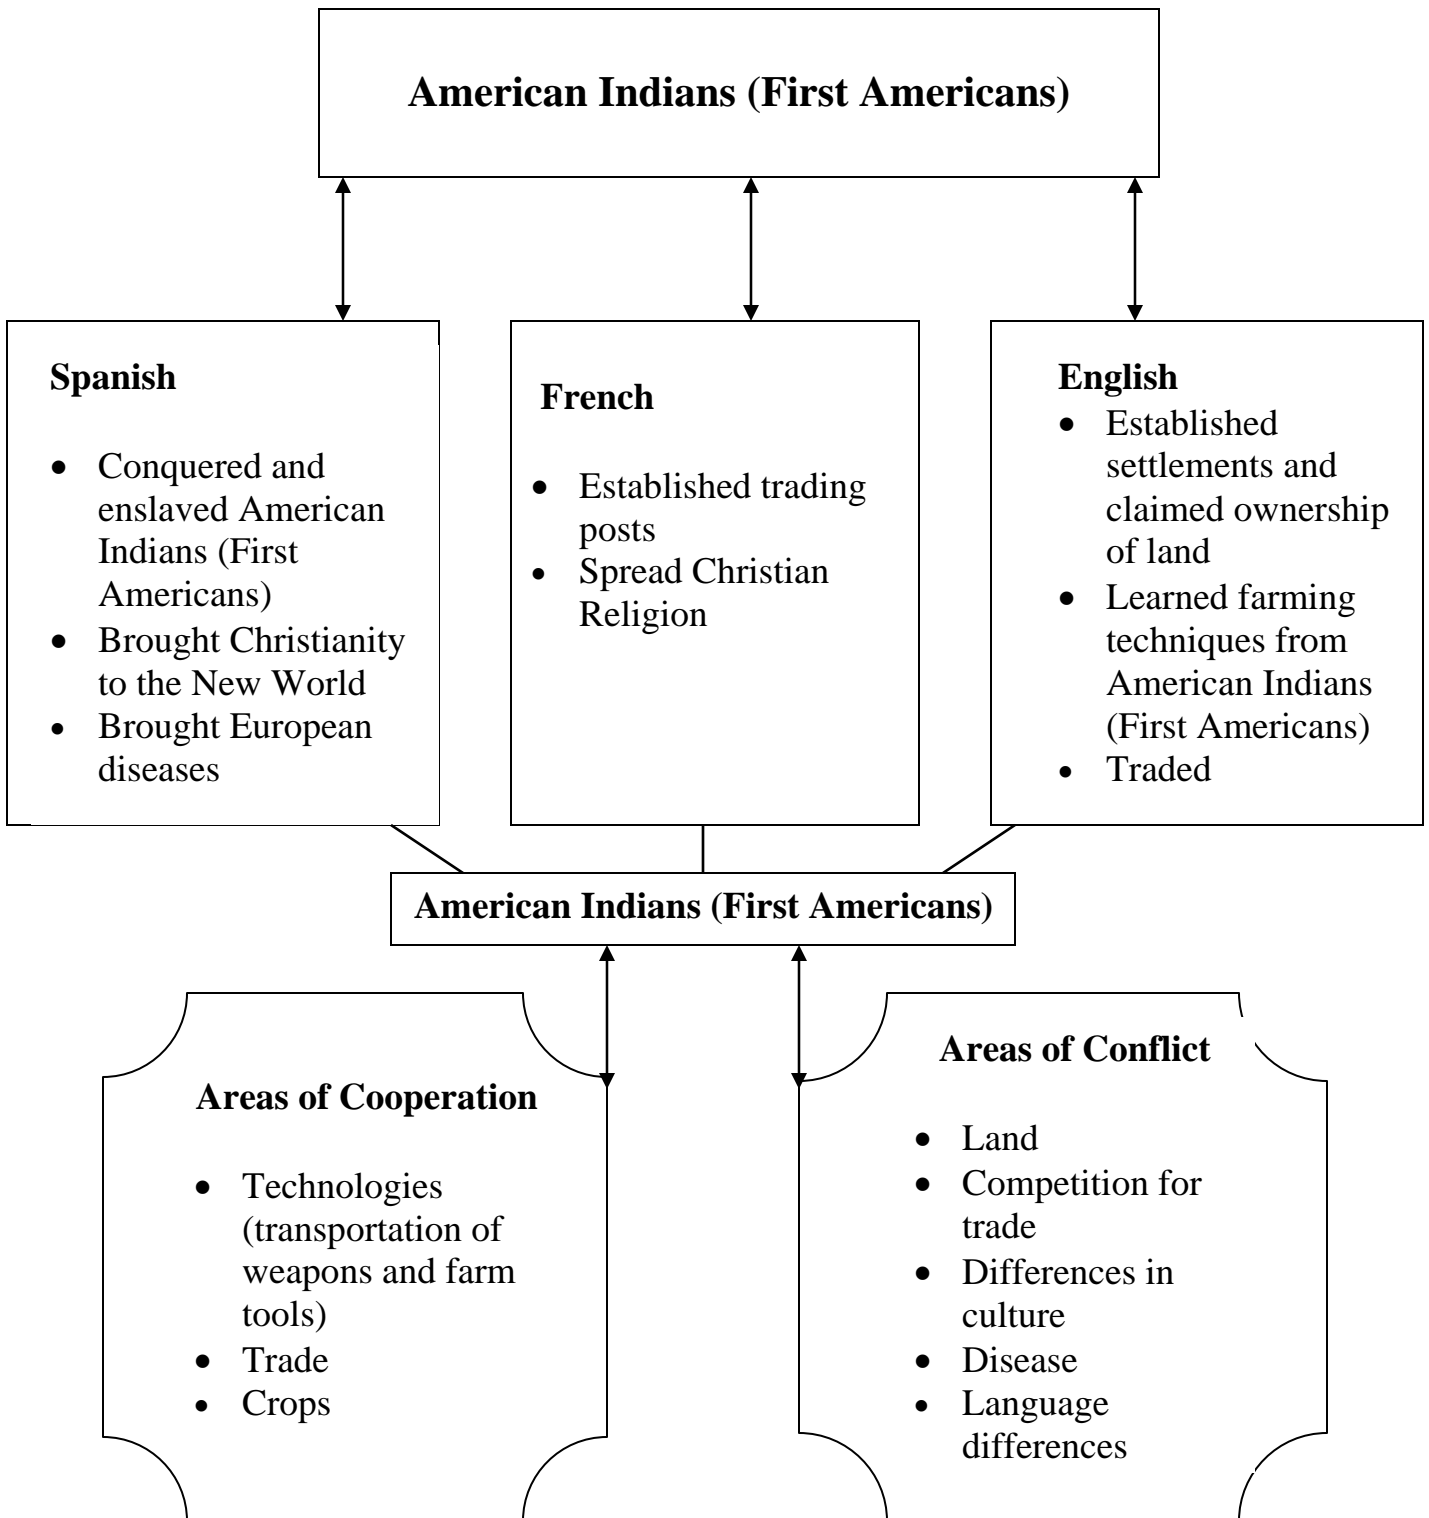 American Indians (First Americans)
Spanish
• Conquered and
enslaved American
Indians (First
Americans)
• Brought Christianity
to the New World
• Brought European
diseases
French
• Established trading
posts
• Spread Christian
Religion
English
• Established
settlements and
claimed ownership
of land
• Learned farming
techniques from
American Indians
(First Americans)
• Traded
American Indians (First Americans)
Areas of Cooperation
• Technologies
(transportation of
weapons and farm
tools)
• Trade
• Crops
Areas of Conflict
• Land
• Competition for
trade
• Differences in
culture
• Disease
• Language
differences